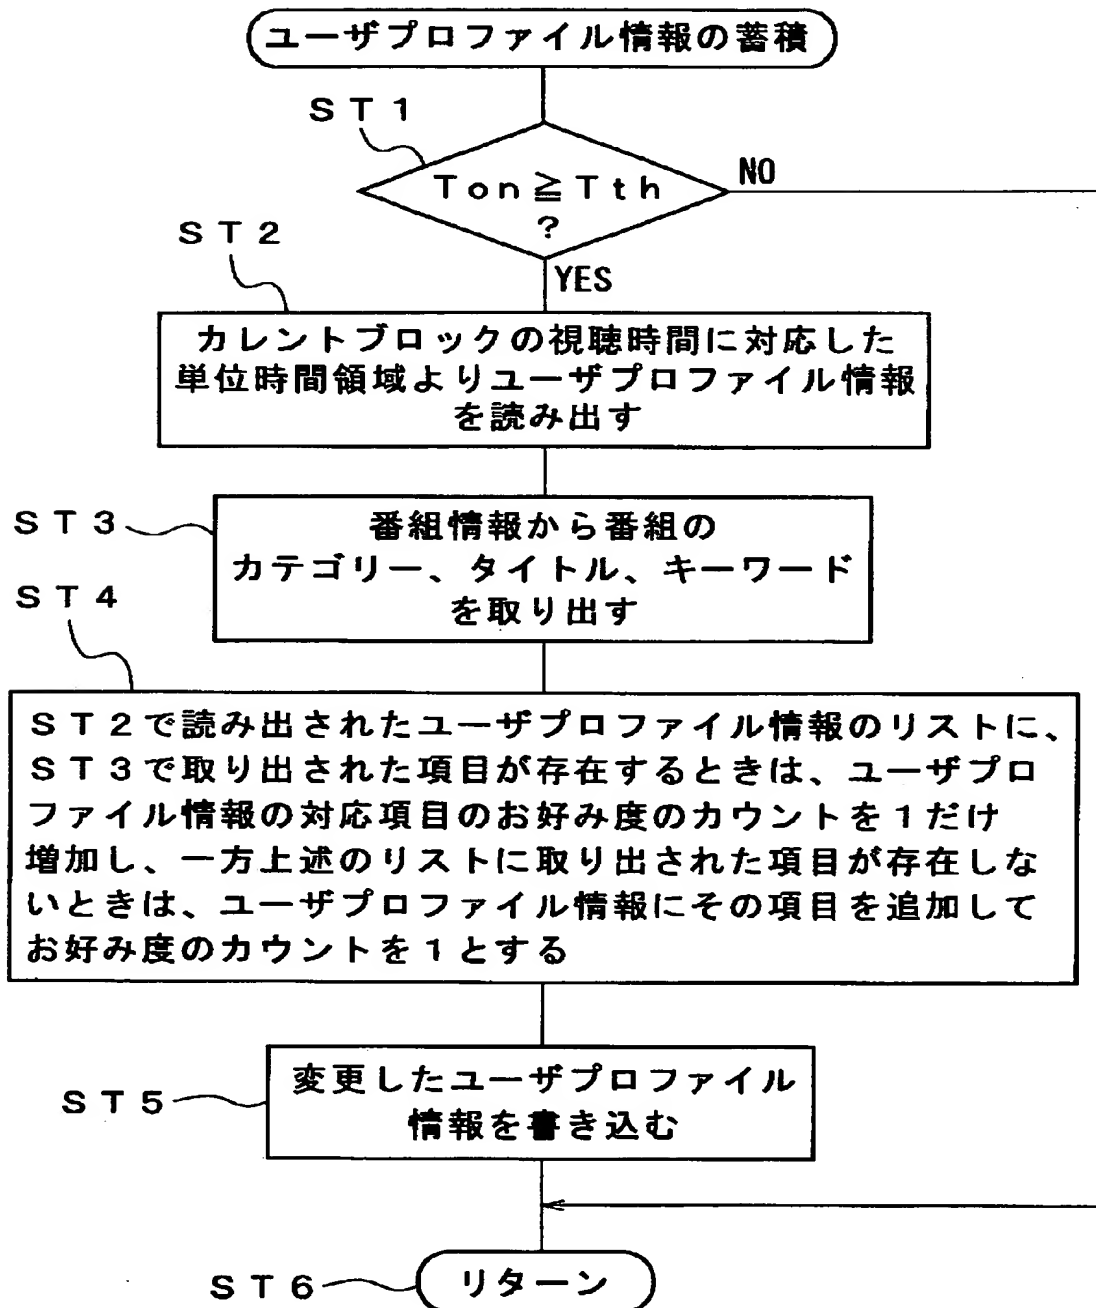 ユーザプロファイル情報の蓄積
ST1
Ton≧Tth
?
NO
YES
ST2
カレントブロックの視聴時間に対応した
単位時間領域よりユーザプロファイル情報
を読み出す
ST3
番組情報から番組の
カテゴリー、タイトル、キーワード
を取り出す
ST4
ST2で読み出されたユーザプロファイル情報のリストに、
ST3で取り出された項目が存在するときは、ユーザプロ
ファイル情報の対応項目のお好み度のカウントを1だけ
増加し、一方上述のリストに取り出された項目が存在しな
いときは、ユーザプロファイル情報にその項目を追加して
お好み度のカウントを1とする
ST5
変更したユーザプロファイル
情報を書き込む
ST6
リターン